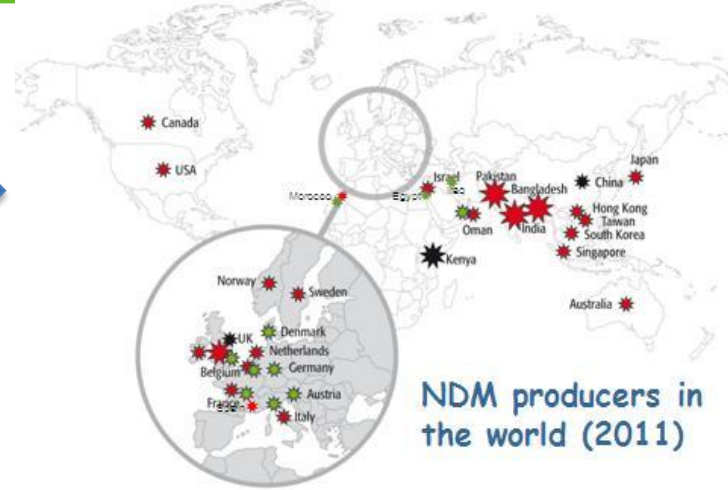 Canada
USA
Morocco
Egypt
Israel
Iraq
Pakistan
Bangladesh
India
Oman
Kenya
China
Japan
Hong Kong
Taiwan
South Korea
Singapore
Australia
Norway
Sweden
UK
Denmark
Netherlands
Belgium
Germany
France
Spain
Austria
Italy
NDM producers in
the world (2011)